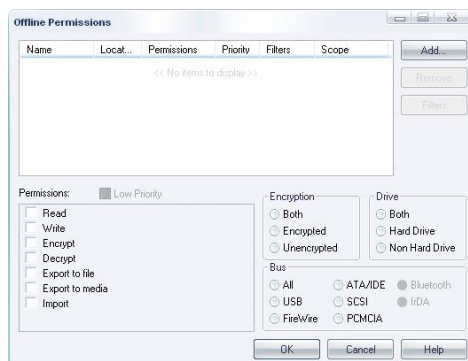 Offline Permissions
Name Locat... Permissions Priority Filters Scope
Add...
<< No items to display >>
Remove
Filters
Permissions: Low Priority
Read
Write
Encrypt
Decrypt
Export to file
Export to media
Import
Encryption
Both
Encrypted
Unencrypted
Drive
Both
Hard Drive
Non Hard Drive
Bus
All ATA/IDE Bluetooth
USB SCSI IrDA
FireWire PCMCIA
OK Cancel Help